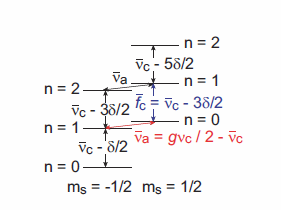 n = 2
ν̄c - 5δ/2
ν̄a
n = 1
n = 2
ν̄c - 3δ/2
f̄c = ν̄c - 3δ/2
n = 0
n = 1
ν̄a = gνc / 2 - ν̄c
ν̄c - δ/2
n = 0
ms = -1/2 ms = 1/2